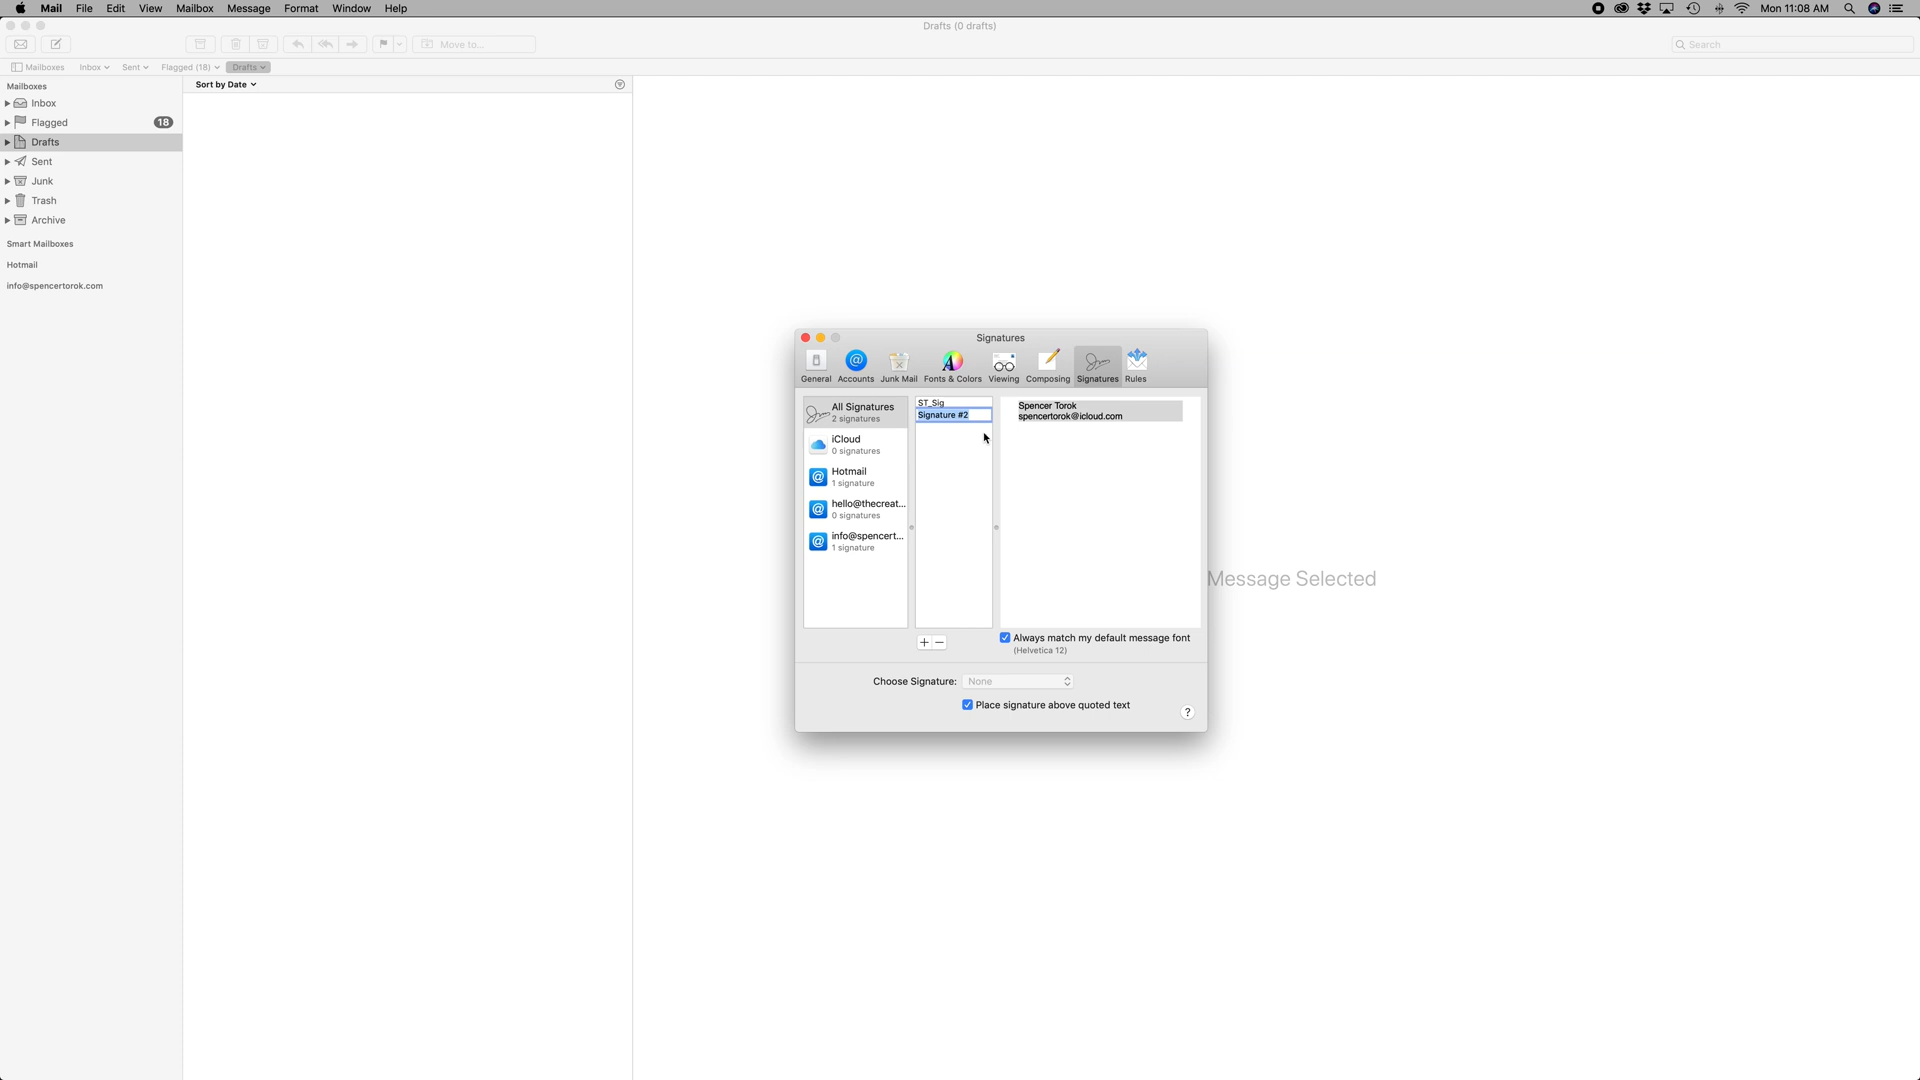 Mail File Edit View Mailbox Message Format Window Help Mon 11:08 AM
Drafts (0 drafts)
Move to...
Search
Mailboxes Inbox Sent Flagged (18) Drafts
Mailboxes
Sort by Date
Inbox
Flagged 18
Drafts
Sent
Junk
Trash
Archive
Smart Mailboxes
Hotmail
info@spencertorok.com
Signatures
General Accounts Junk Mail Fonts & Colors Viewing Composing Signatures Rules
All Signatures
2 signatures
iCloud
0 signatures
Hotmail
1 signature
hello@thecreat...
0 signatures
info@spencert...
1 signature
ST_Sig
Signature #2
Spencer Torok
spencertorok@icloud.com
Message Selected
+ −
Always match my default message font
(Helvetica 12)
Choose Signature: None
Place signature above quoted text
?